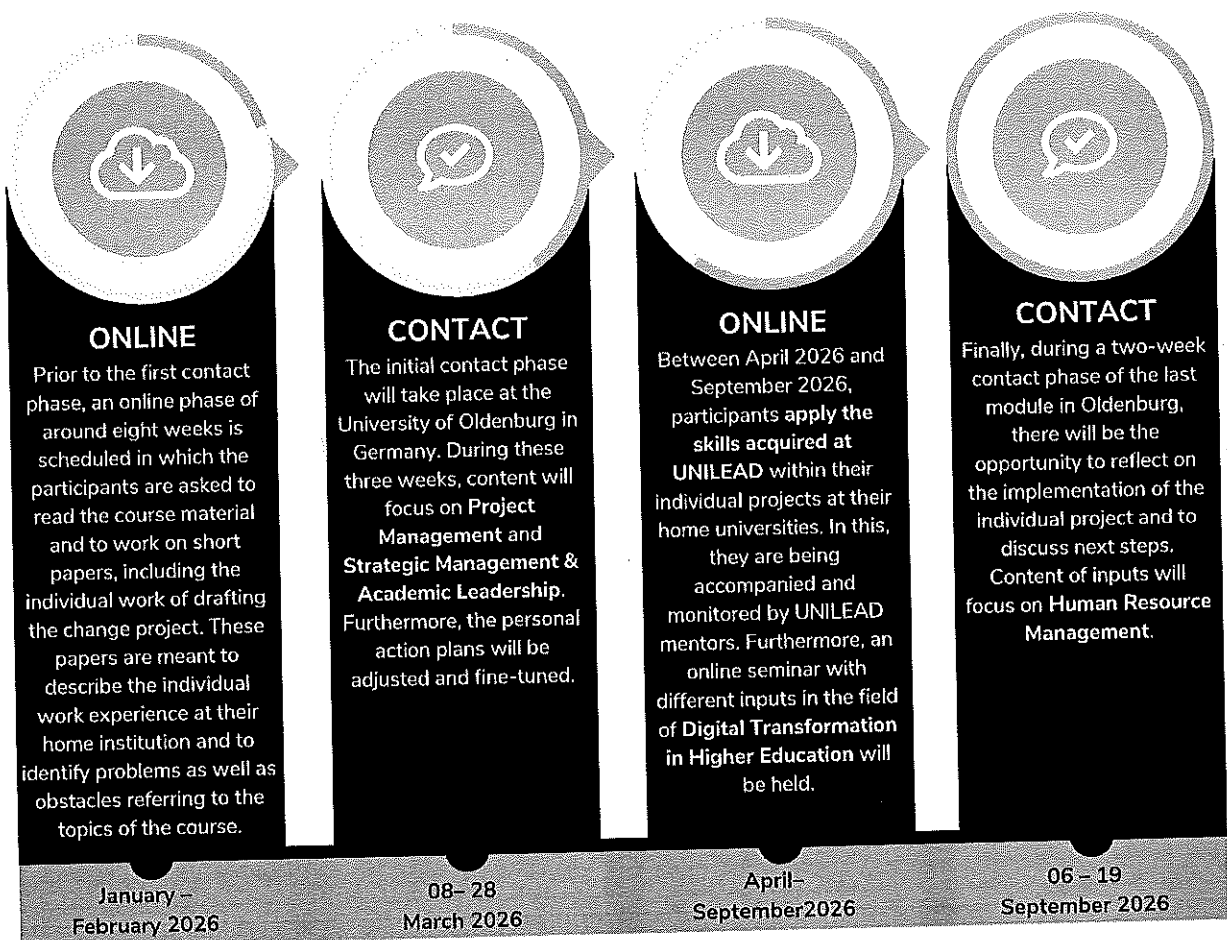 ONLINE
Prior to the first contact
phase, an online phase of
around eight weeks is
scheduled in which the
participants are asked to
read the course material
and to work on short
papers, including the
individual work of drafting
the change project. These
papers are meant to
describe the individual
work experience at their
home institution and to
identify problems as well as
obstacles referring to the
topics of the course.
January –
February 2026
CONTACT
The initial contact phase
will take place at the
University of Oldenburg in
Germany. During these
three weeks, content will
focus on Project
Management and
Strategic Management &
Academic Leadership.
Furthermore, the personal
action plans will be
adjusted and fine-tuned.
08– 28
March 2026
ONLINE
Between April 2026 and
September 2026,
participants apply the
skills acquired at
UNILEAD within their
individual projects at their
home universities. In this,
they are being
accompanied and
monitored by UNILEAD
mentors. Furthermore, an
online seminar with
different inputs in the field
of Digital Transformation
in Higher Education will
be held.
April–
September2026
CONTACT
Finally, during a two-week
contact phase of the last
module in Oldenburg,
there will be the
opportunity to reflect on
the implementation of the
individual project and to
discuss next steps.
Content of inputs will
focus on Human Resource
Management.
06 – 19
September 2026